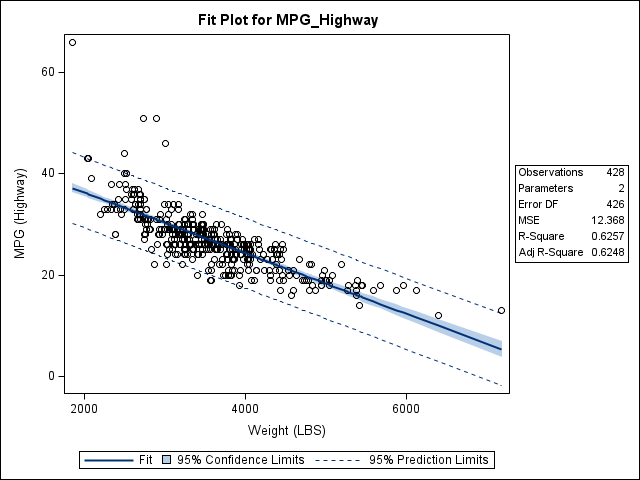 Fit Plot for MPG_Highway
60
40
20
0
MPG (Highway)
2000 4000 6000
Weight (LBS)
Observations 428
Parameters 2
Error DF 426
MSE 12.368
R-Square 0.6257
Adj R-Square 0.6248
Fit 95% Confidence Limits 95% Prediction Limits